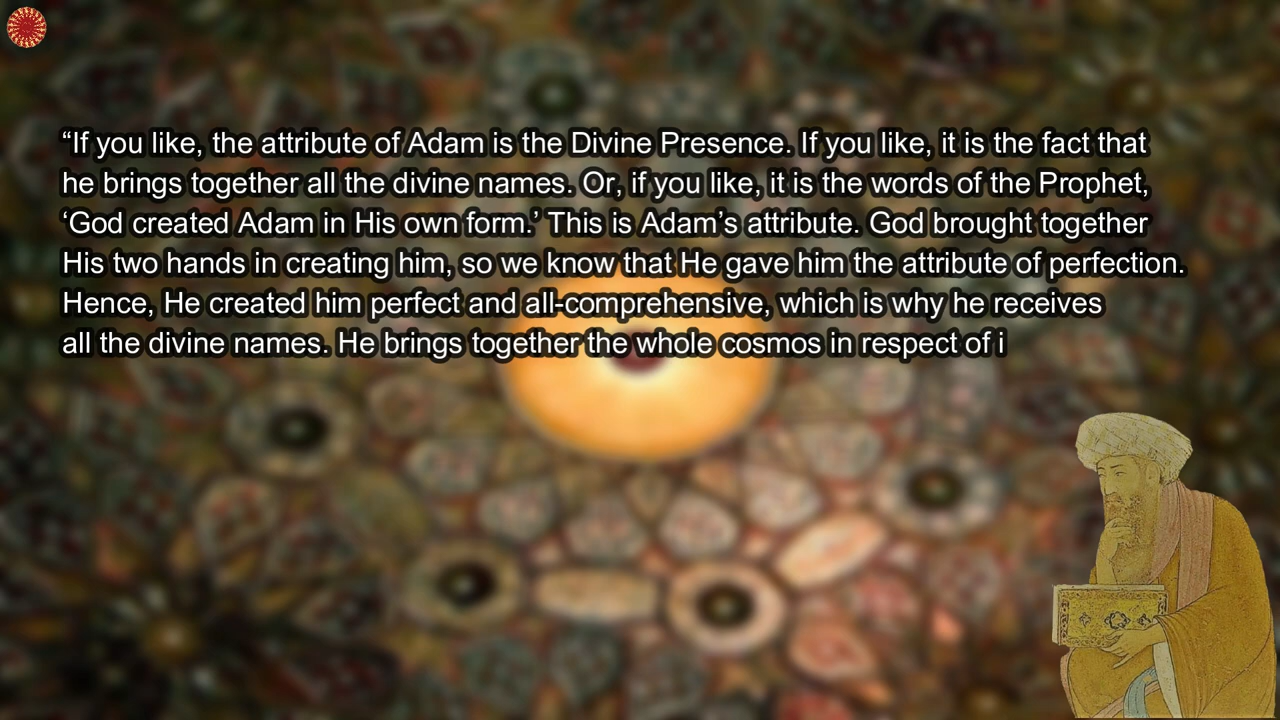 “If you like, the attribute of Adam is the Divine Presence. If you like, it is the fact that
he brings together all the divine names. Or, if you like, it is the words of the Prophet,
‘God created Adam in His own form.’ This is Adam’s attribute. God brought together
His two hands in creating him, so we know that He gave him the attribute of perfection.
Hence, He created him perfect and all-comprehensive, which is why he receives
all the divine names. He brings together the whole cosmos in respect of i